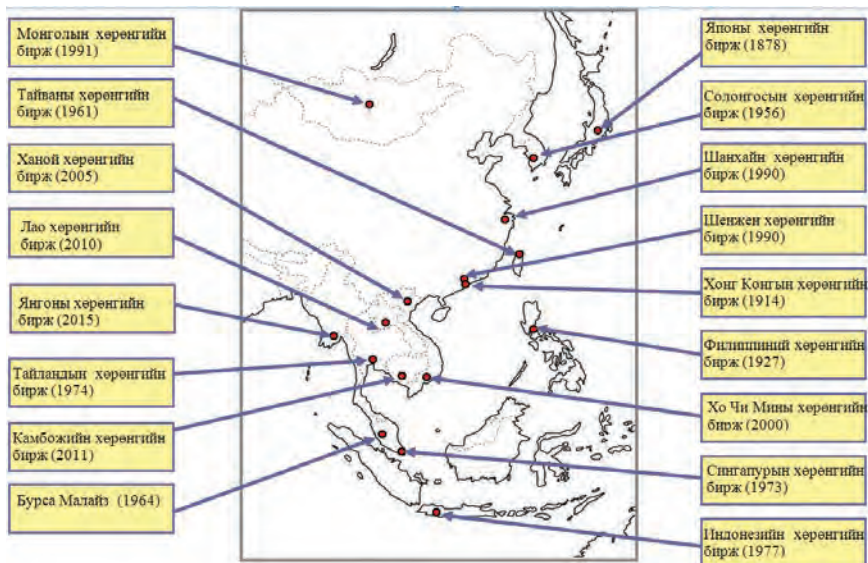 Монголын хөрөнгийн
бирж (1991)
Тайваны хөрөнгийн
бирж (1961)
Ханой хөрөнгийн
бирж (2005)
Лао хөрөнгийн
бирж (2010)
Янгоны хөрөнгийн
бирж (2015)
Тайландын хөрөнгийн
бирж (1974)
Камбожийн хөрөнгийн
бирж (2011)
Бурса Малайз (1964)
Японы хөрөнгийн
бирж (1878)
Солонгосын хөрөнгийн
бирж (1956)
Шанхайн хөрөнгийн
бирж (1990)
Шенжен хөрөнгийн
бирж (1990)
Хонг Конгын хөрөнгийн
бирж (1914)
Филиппиний хөрөнгийн
бирж (1927)
Хо Чи Мины хөрөнгийн
бирж (2000)
Сингапурын хөрөнгийн
бирж (1973)
Индонезийн хөрөнгийн
бирж (1977)